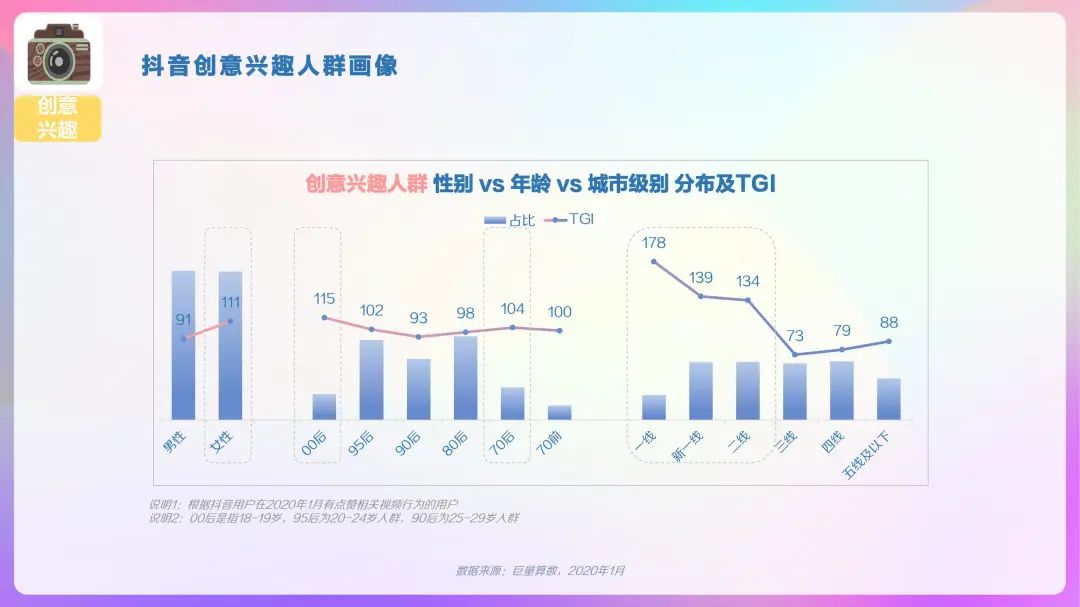 创意
兴趣
抖音创意兴趣人群画像
创意兴趣人群 性别 vs 年龄 vs 城市级别 分布及TGI
占比 TGI
91 111
115 102 93 98 104 100
178 139 134 73 79 88
男性 女性
00后 95后 90后 80后 70后 70前
一线 新一线 二线 三线 四线 五线及以下
说明1：根据抖音用户在2020年1月有点赞相关视频行为的用户
说明2：00后是指18-19岁，95后为20-24岁人群，90后为25-29岁人群
数据来源：巨量算数，2020年1月